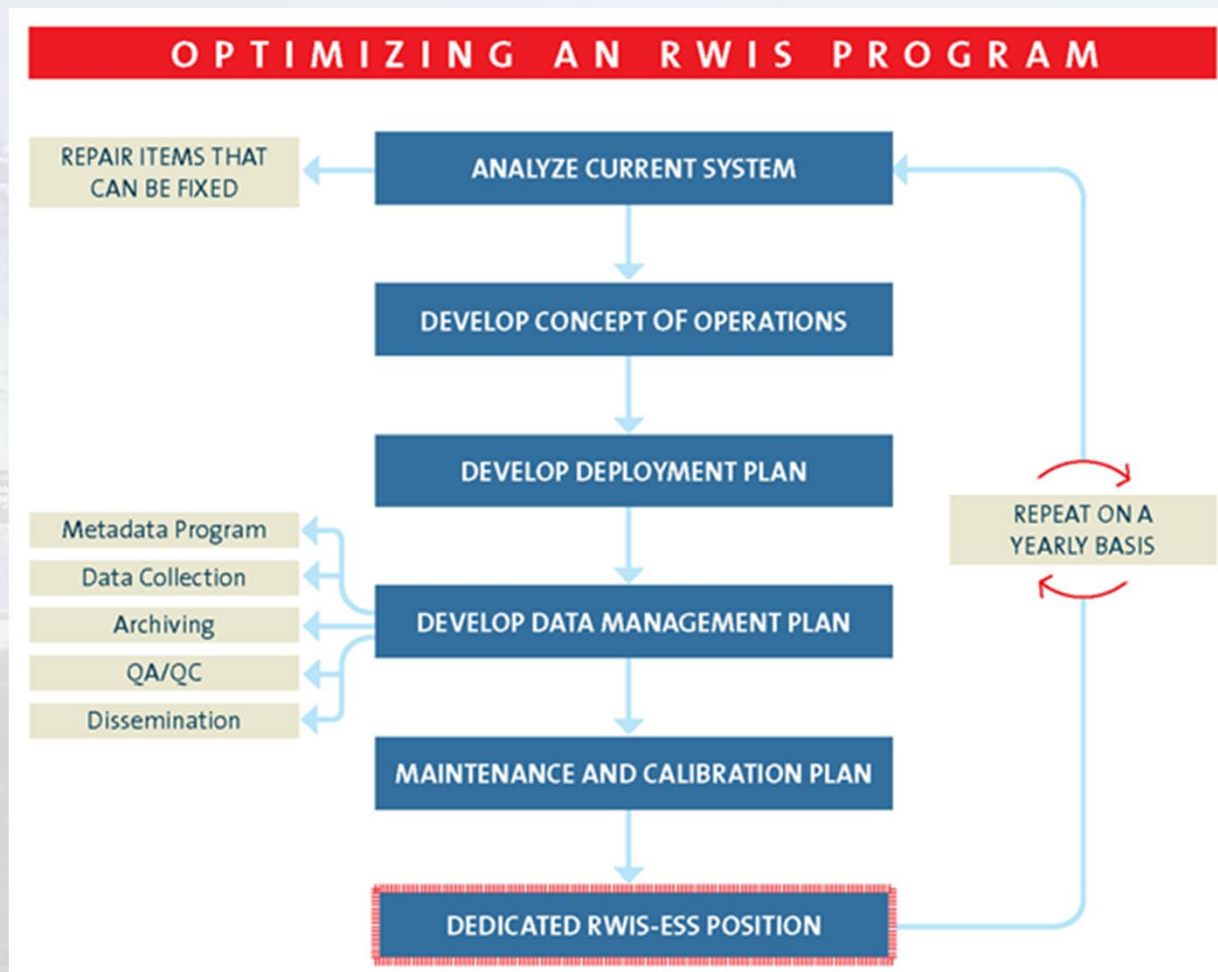 OPTIMIZING AN RWIS PROGRAM
REPAIR ITEMS THAT
CAN BE FIXED
ANALYZE CURRENT SYSTEM
DEVELOP CONCEPT OF OPERATIONS
DEVELOP DEPLOYMENT PLAN
REPEAT ON A
YEARLY BASIS
Metadata Program
Data Collection
Archiving
QA/QC
Dissemination
DEVELOP DATA MANAGEMENT PLAN
MAINTENANCE AND CALIBRATION PLAN
DEDICATED RWIS-ESS POSITION